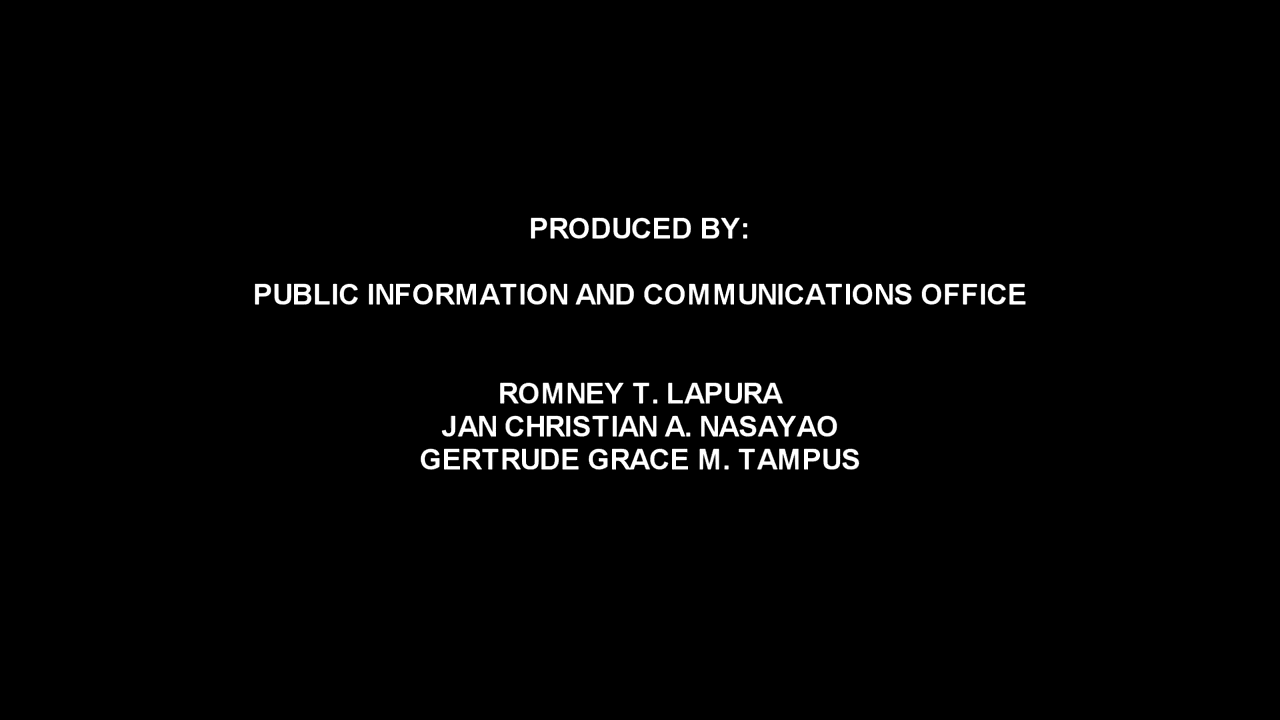 PRODUCED BY:
PUBLIC INFORMATION AND COMMUNICATIONS OFFICE
ROMNEY T. LAPURA
JAN CHRISTIAN A. NASAYAO
GERTRUDE GRACE M. TAMPUS